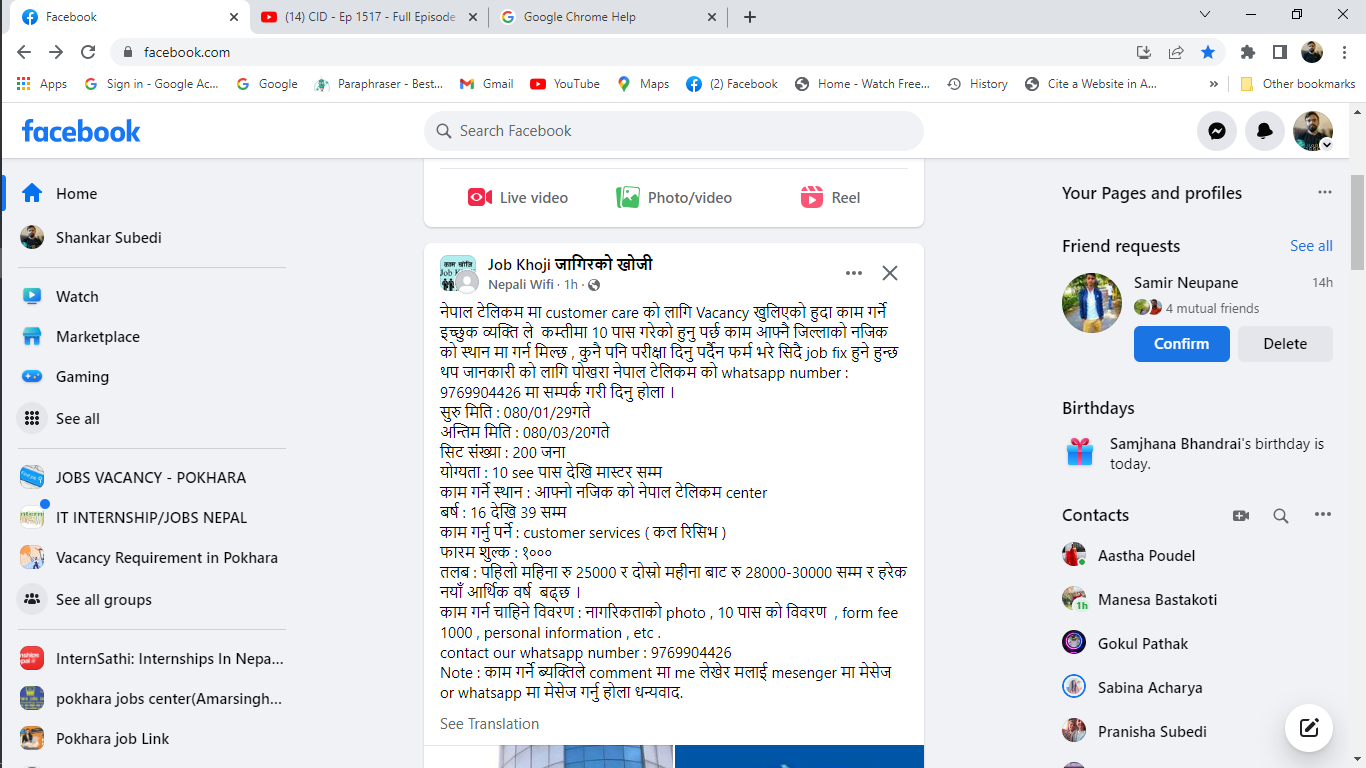 Facebook
(14) CID - Ep 1517 - Full Episode
Google Chrome Help
facebook.com
Apps
Sign in - Google Ac...
Google
Paraphraser - Best...
Gmail
YouTube
Maps
(2) Facebook
Home - Watch Free...
History
Cite a Website in A...
»
Other bookmarks
facebook
Search Facebook
Home
Shankar Subedi
Watch
Marketplace
Gaming
See all
JOBS VACANCY - POKHARA
IT INTERNSHIP/JOBS NEPAL
Vacancy Requirement in Pokhara
See all groups
InternSathi: Internships In Nepa...
pokhara jobs center(Amarsingh...
Pokhara job Link
Live video
Photo/video
Reel
काम खोजि
Job K
Job Khoji जागिरको खोजी
Nepali Wifi · 1h ·
नेपाल टेलिकम मा customer care को लागि Vacancy खुलिएको हुदा काम गर्ने
इच्छुक व्यक्ति ले कम्तीमा 10 पास गरेको हुनु पर्छ काम आफ्नै जिल्लाको नजिक
को स्थान मा गर्न मिल्छ , कुनै पनि परीक्षा दिनु पर्दैन फर्म भरे सिदै job fix हुने हुन्छ
थप जानकारी को लागि पोखरा नेपाल टेलिकम को whatsapp number :
9769904426 मा सम्पर्क गरी दिनु होला ।
सुरु मिति : 080/01/29गते
अन्तिम मिति : 080/03/20गते
सिट संख्या : 200 जना
योग्यता : 10 see पास देखि मास्टर सम्म
काम गर्ने स्थान : आफ्नो नजिक को नेपाल टेलिकम center
बर्ष : 16 देखि 39 सम्म
काम गर्नु पर्ने : customer services ( कल रिसिभ )
फारम शुल्क : १०००
तलब : पहिलो महिना रु 25000 र दोस्रो महीना बाट रु 28000-30000 सम्म र हरेक
नयाँ आर्थिक वर्ष बढ्छ ।
काम गर्न चाहिने विवरण : नागरिकताको photo , 10 पास को विवरण , form fee
1000 , personal information , etc .
contact our whatsapp number : 9769904426
Note : काम गर्ने ब्यक्तिले comment मा me लेखेर मलाई mesenger मा मेसेज
or whatsapp मा मेसेज गर्नु होला धन्यवाद.
See Translation
Your Pages and profiles
Friend requests
See all
Samir Neupane
14h
4 mutual friends
Confirm
Delete
Birthdays
Samjhana Bhandrai's birthday is
today.
Contacts
Aastha Poudel
1h
Manesa Bastakoti
Gokul Pathak
Sabina Acharya
Pranisha Subedi